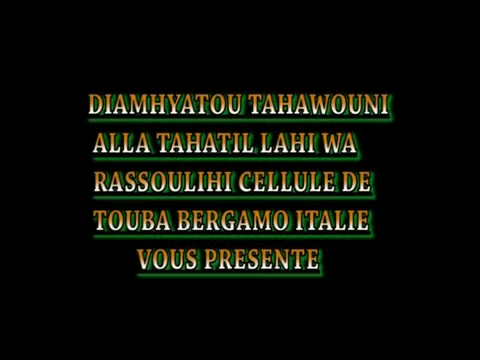 DIAMHYATOU TAHAWOUNI
ALLA TAHATIL LAHI WA
RASSOULIHI CELLULE DE
TOUBA BERGAMO ITALIE
VOUS PRESENTE